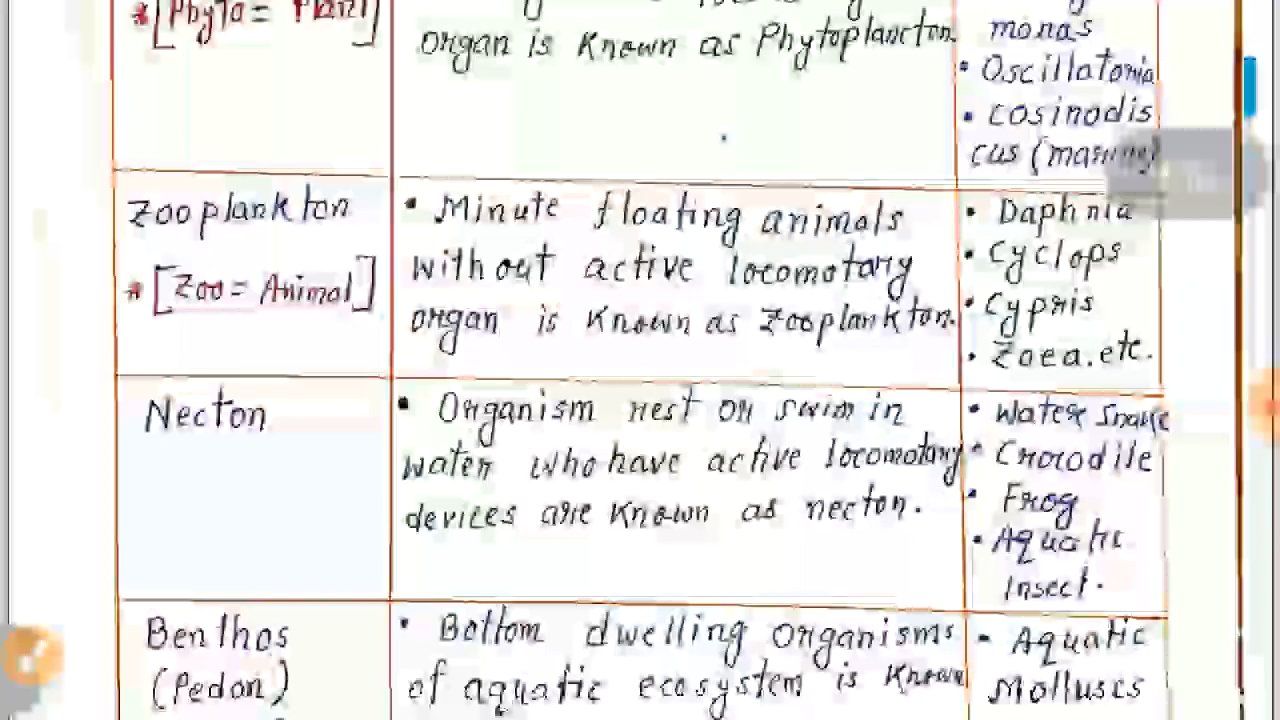 *[Phyto = Plant]
organ is known as Phytoplancton.
monas
• Oscillatoria
• Cosinodis
cus (marine)
Zooplankton
*[Zoo = Animal]
• Minute floating animals
without active locomotary
organ is known as zooplankton.
• Daphnia
• Cyclops
• Cypris
• Zoea.etc.
Necton
• Organism rest or swim in
water who have active locomotary
devices are known as necton.
• Water Snake
• Crocodile
• Frog
• Aquatic
Insect.
Benthos
(Pedon)
• Bottom dwelling organisms
of aquatic ecosystem is known
• Aquatic
Molluscs